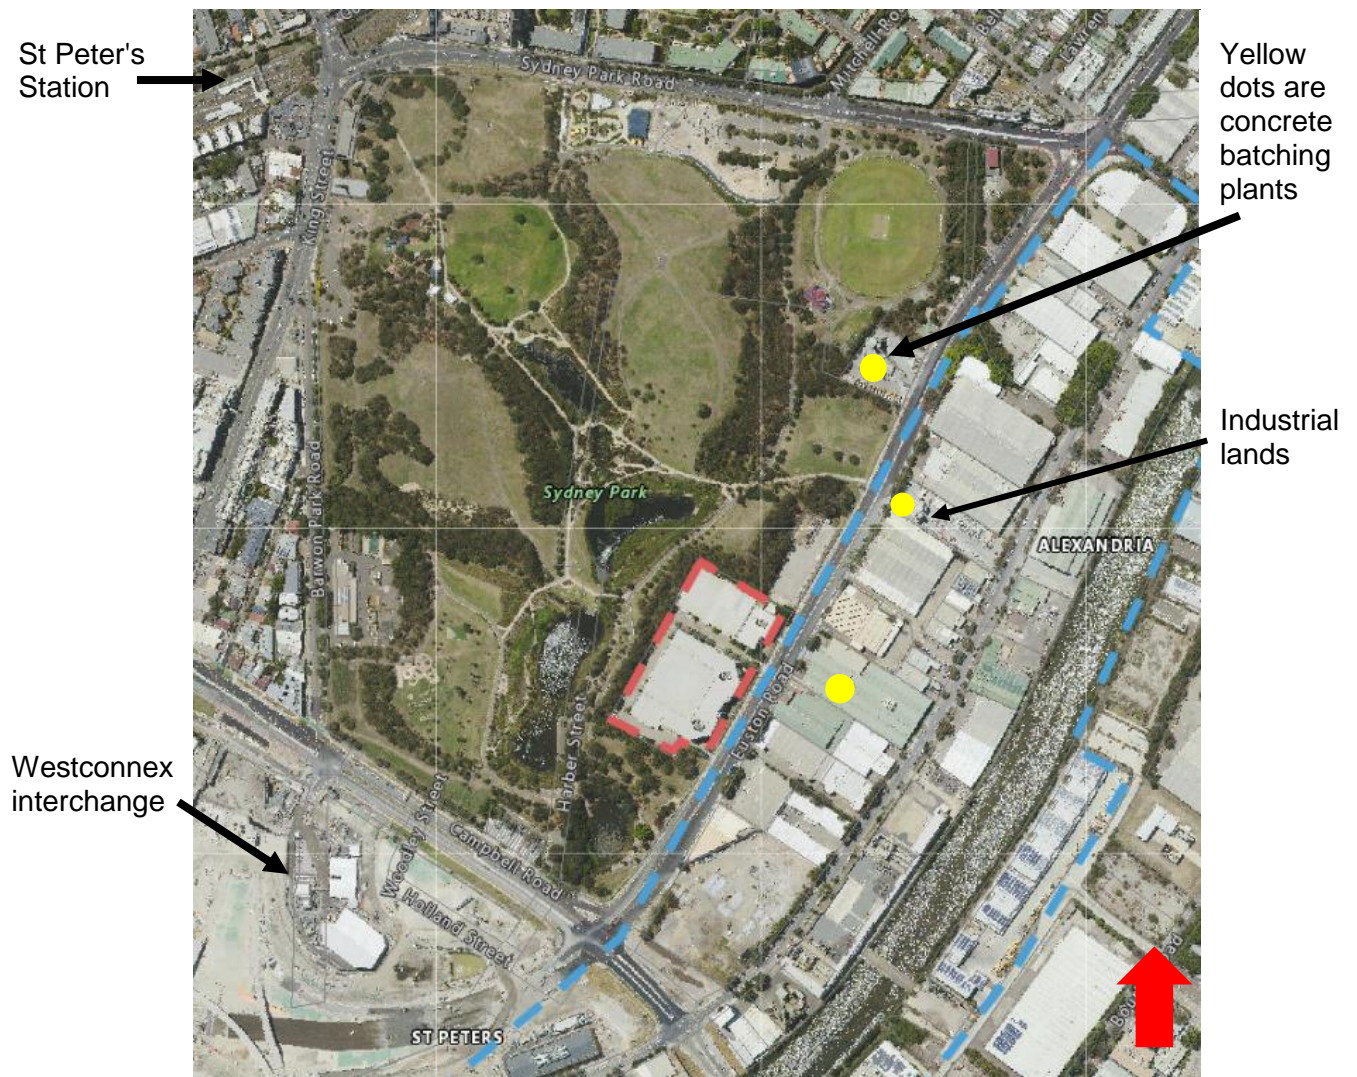 St Peter's
Station
Yellow
dots are
concrete
batching
plants
Industrial
lands
Westconnex
interchange
Sydney Park Road
Mitchell Road
King Street
Barwon Park Road
Sydney Park
ALEXANDRIA
Euston Road
Harber Street
Woodley Street
Campbell Road
Holland Street
ST PETERS